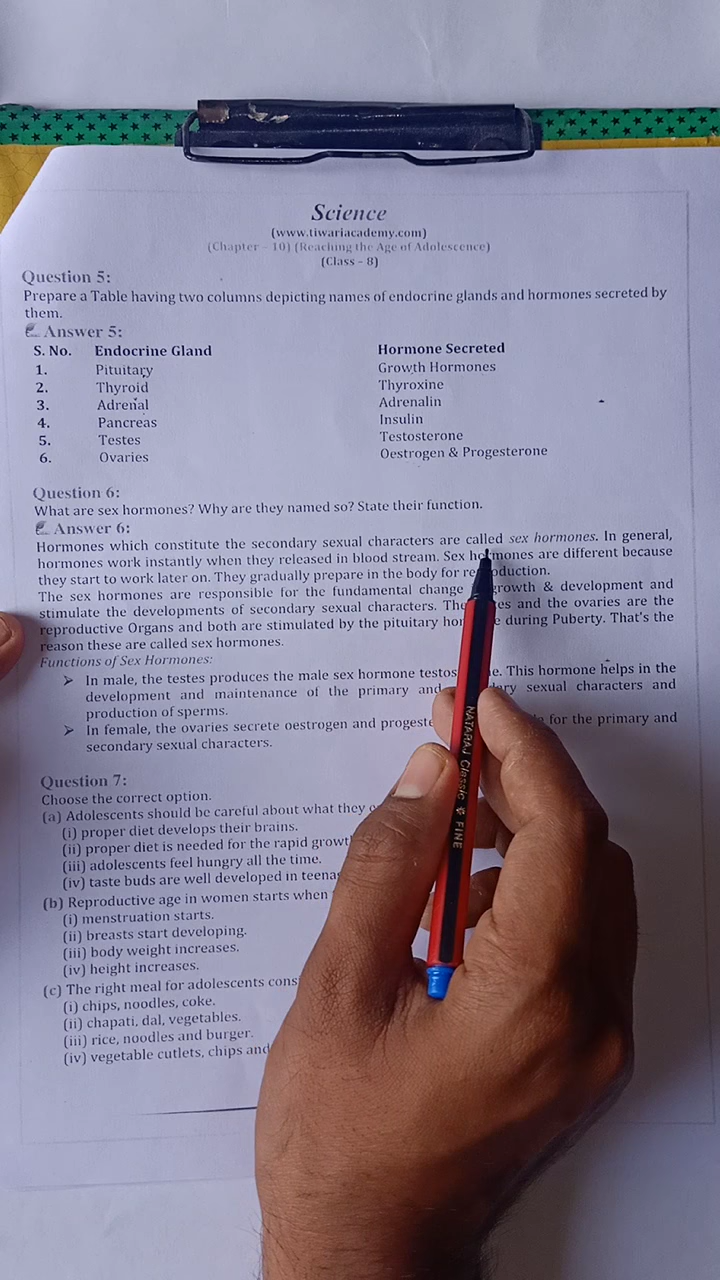 Science
(www.tiwariacademy.com)
(Chapter – 10) (Reaching the Age of Adolescence)
(Class – 8)
Question 5:
Prepare a Table having two columns depicting names of endocrine glands and hormones secreted by
them.
Answer 5:
S. No. Endocrine Gland Hormone Secreted
1. Pituitary Growth Hormones
2. Thyroid Thyroxine
3. Adrenal Adrenalin
4. Pancreas Insulin
5. Testes Testosterone
6. Ovaries Oestrogen & Progesterone
Question 6:
What are sex hormones? Why are they named so? State their function.
Answer 6:
Hormones which constitute the secondary sexual characters are called sex hormones. In general,
hormones work instantly when they released in blood stream. Sex hormones are different because
they start to work later on. They gradually prepare in the body for
The sex hormones are responsible for the fundamental change growth & development and
stimulate the developments of secondary sexual characters. The and the ovaries are the
reproductive Organs and both are stimulated by the pituitary during Puberty. That's the
reason these are called sex hormones.
Functions of Sex Hormones:
➢ In male, the testes produces the male sex hormone This hormone helps in the
development and maintenance of the primary and sexual characters and
production of sperms.
➢ In female, the ovaries secrete oestrogen and for the primary and
secondary sexual characters.
Question 7:
Choose the correct option.
(a) Adolescents should be careful about what they
(i) proper diet develops their brains.
(ii) proper diet is needed for the rapid
(iii) adolescents feel hungry all the time.
(iv) taste buds are well developed in
(b) Reproductive age in women starts when
(i) menstruation starts.
(ii) breasts start developing.
(iii) body weight increases.
(iv) height increases.
(c) The right meal for adolescents
(i) chips, noodles, coke.
(ii) chapati, dal, vegetables.
(iii) rice, noodles and burger.
(iv) vegetable cutlets, chips and
NATARAJ Classic FINE